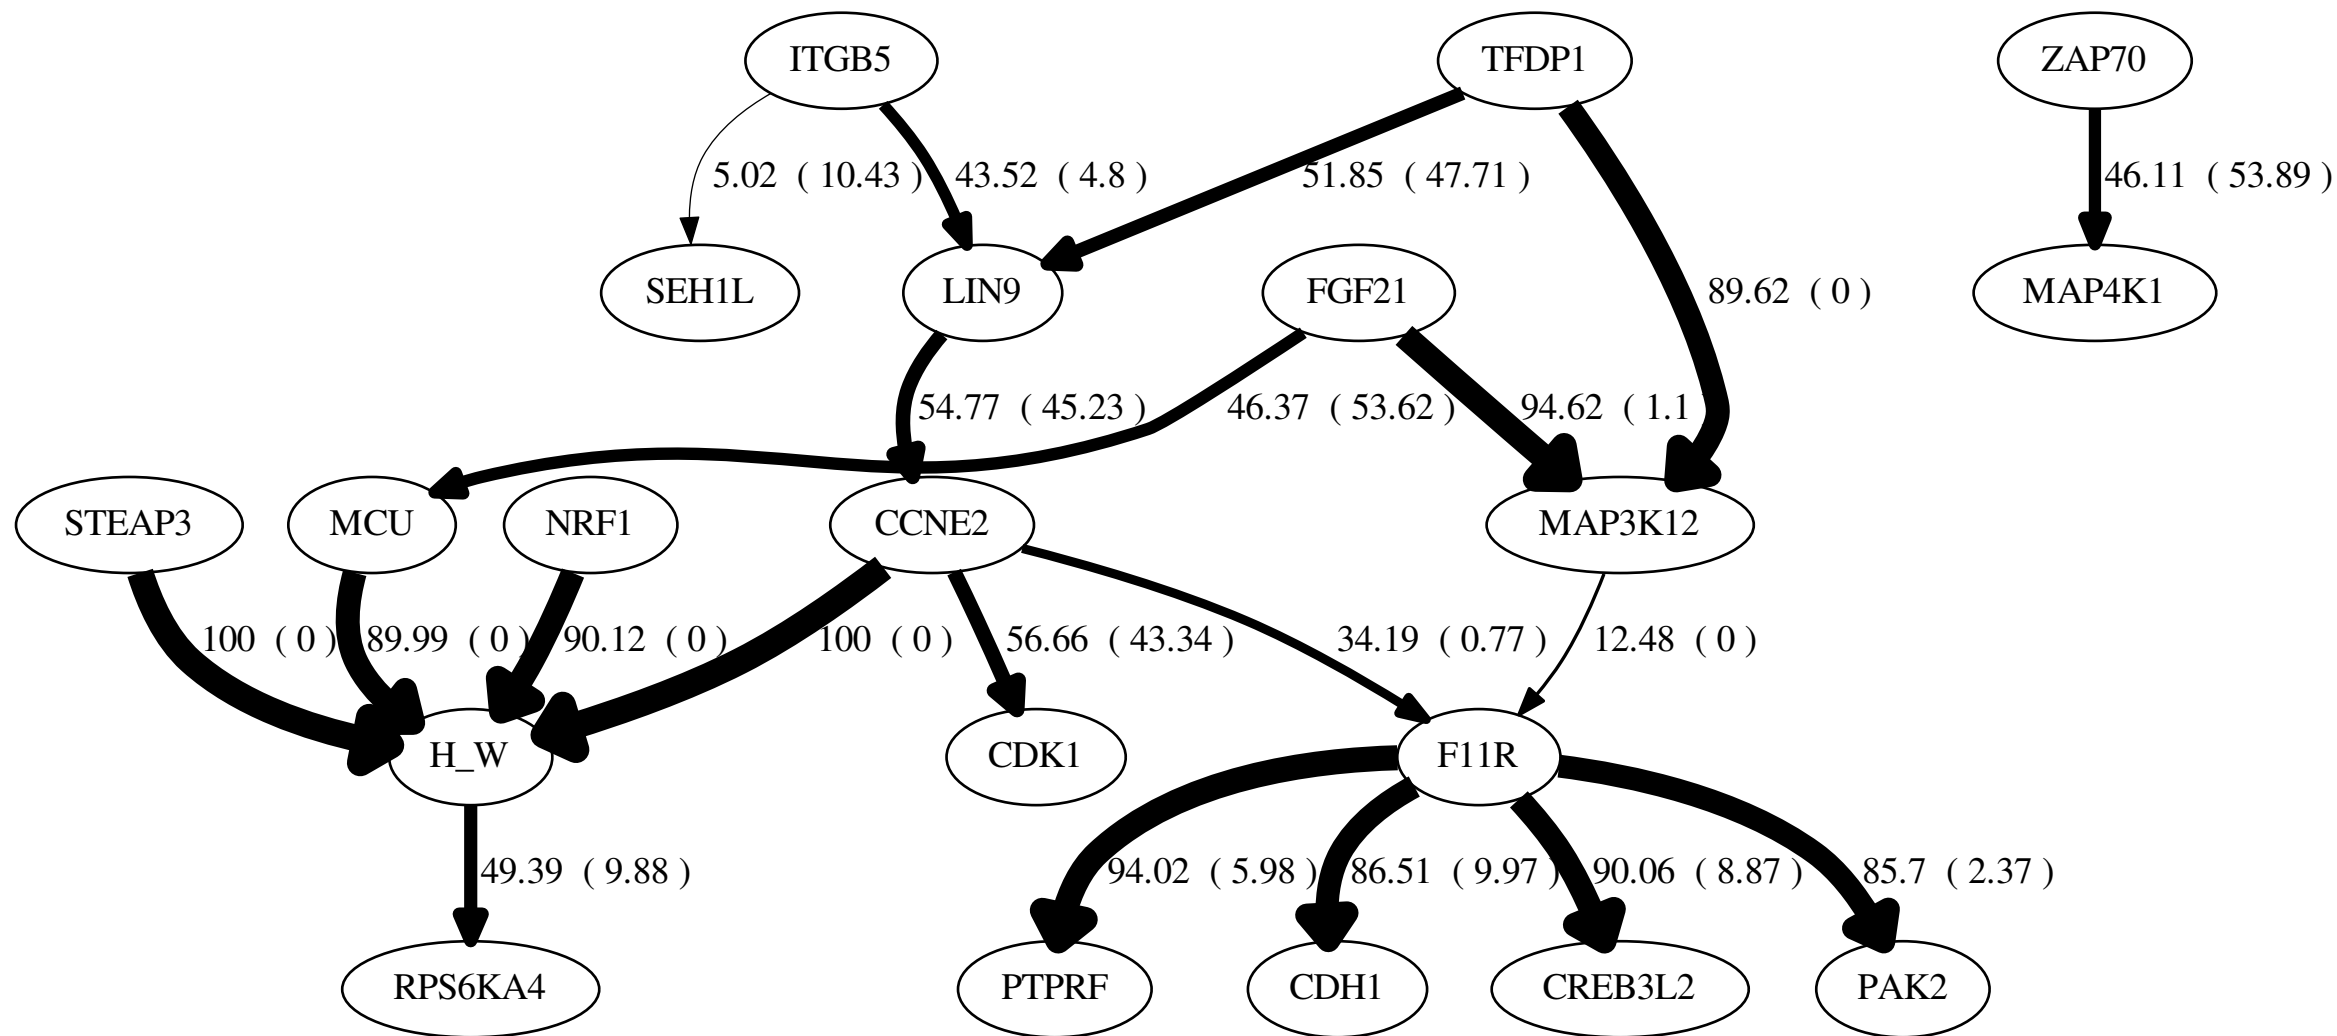 ITGB5 TFDP1 ZAP70
5.02 ( 10.43 ) 43.52 ( 4.8 ) 51.85 ( 47.71 ) 46.11 ( 53.89 )
SEH1L LIN9 FGF21 89.62 ( 0 ) MAP4K1
54.77 ( 45.23 ) 46.37 ( 53.62 ) 94.62 ( 1.1
STEAP3 MCU NRF1 CCNE2 MAP3K12
100 ( 0 ) 89.99 ( 0 ) 90.12 ( 0 ) 100 ( 0 ) 56.66 ( 43.34 ) 34.19 ( 0.77 ) 12.48 ( 0 )
H_W CDK1 F11R
49.39 ( 9.88 ) 94.02 ( 5.98 ) 86.51 ( 9.97 ) 90.06 ( 8.87 ) 85.7 ( 2.37 )
RPS6KA4 PTPRF CDH1 CREB3L2 PAK2